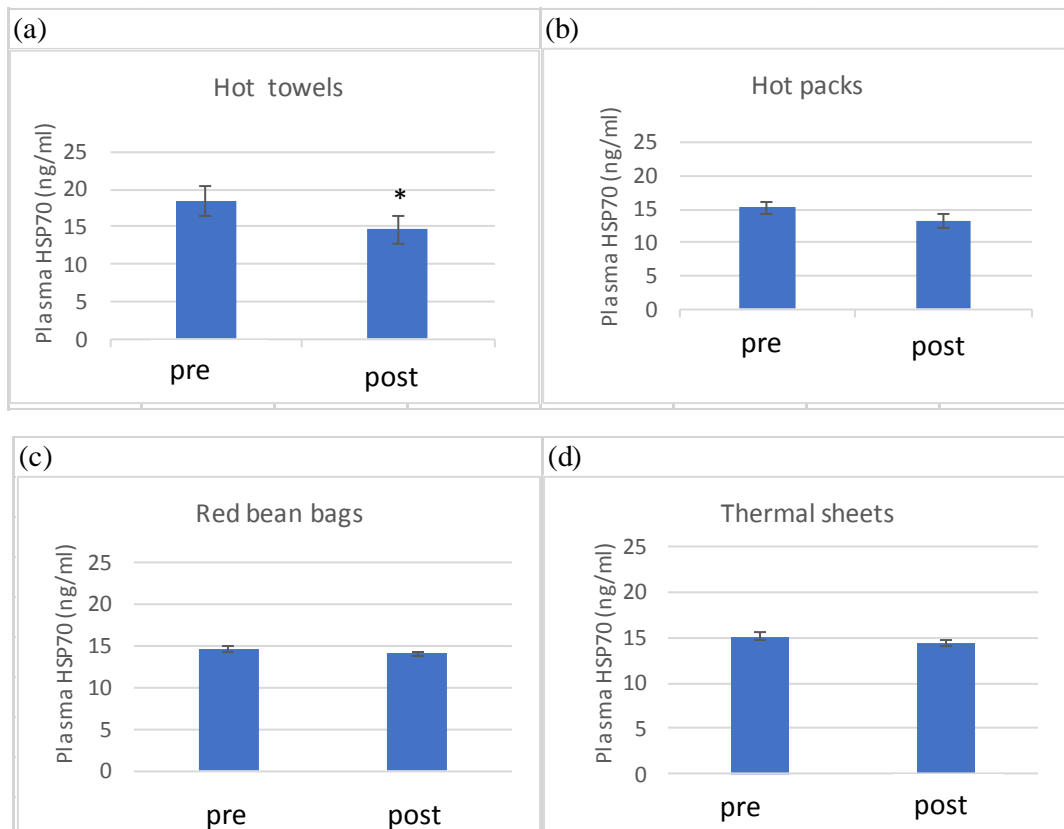 (a)
Hot towels
Plasma HSP70 (ng/ml)
25
20
15
10
5
0
*
pre post
(b)
Hot packs
Plasma HSP70 (ng/ml)
25
20
15
10
5
0
pre post
(c)
Red bean bags
Plasma HSP70 (ng/ml)
25
20
15
10
5
0
pre post
(d)
Thermal sheets
Plasma HSP70 (ng/ml)
25
20
15
10
5
0
pre post